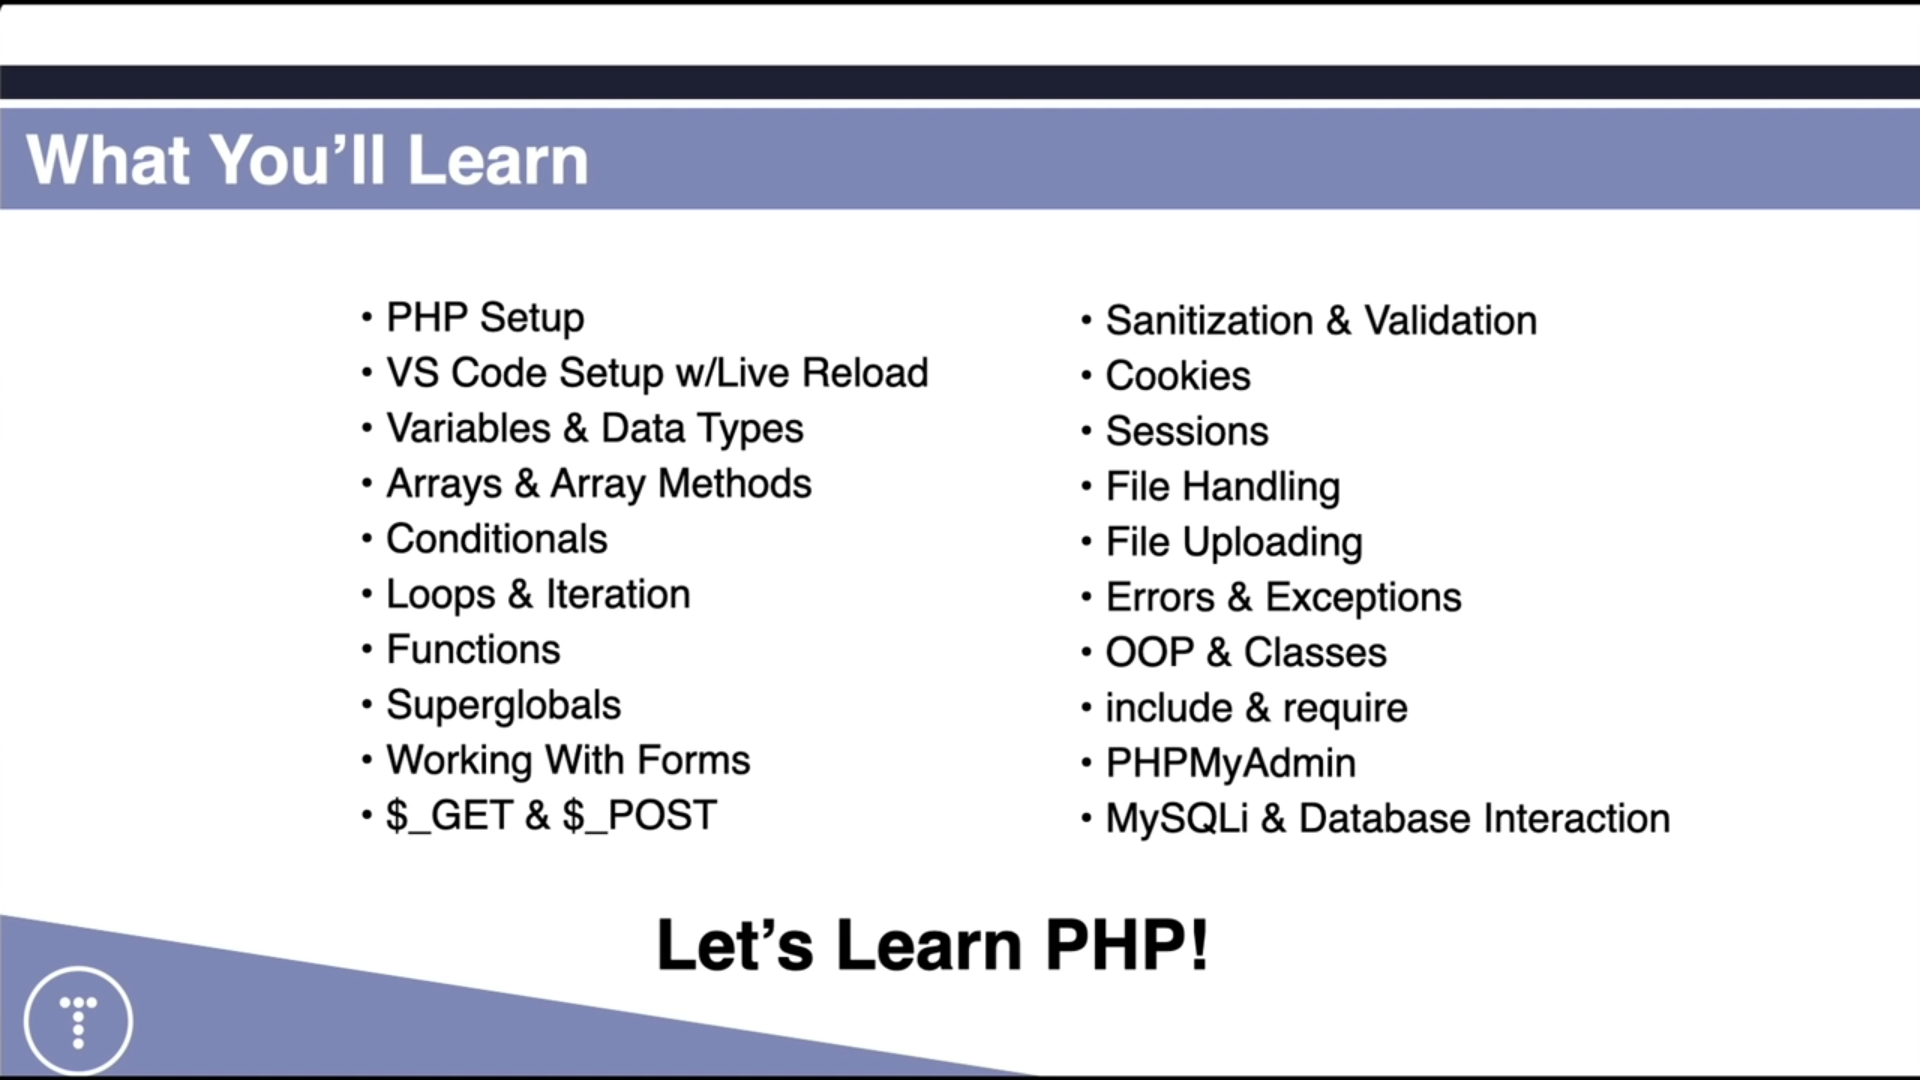 What You’ll Learn
• PHP Setup
• VS Code Setup w/Live Reload
• Variables & Data Types
• Arrays & Array Methods
• Conditionals
• Loops & Iteration
• Functions
• Superglobals
• Working With Forms
• $_GET & $_POST
• Sanitization & Validation
• Cookies
• Sessions
• File Handling
• File Uploading
• Errors & Exceptions
• OOP & Classes
• include & require
• PHPMyAdmin
• MySQLi & Database Interaction
Let’s Learn PHP!
T